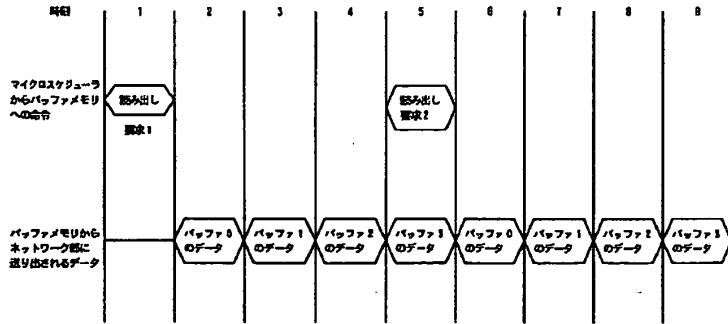 時刻 1 2 3 4 5 6 7 8 9
マイクロスケジューラ
からバッファメモリ
への命令
読み出し
要求1
読み出し
要求2
バッファメモリから
ネットワーク部に
送り出されるデータ
バッファ0 バッファ1 バッファ2 バッファ3 バッファ0 バッファ1 バッファ2 バッファ3
のデータ のデータ のデータ のデータ のデータ のデータ のデータ のデータ